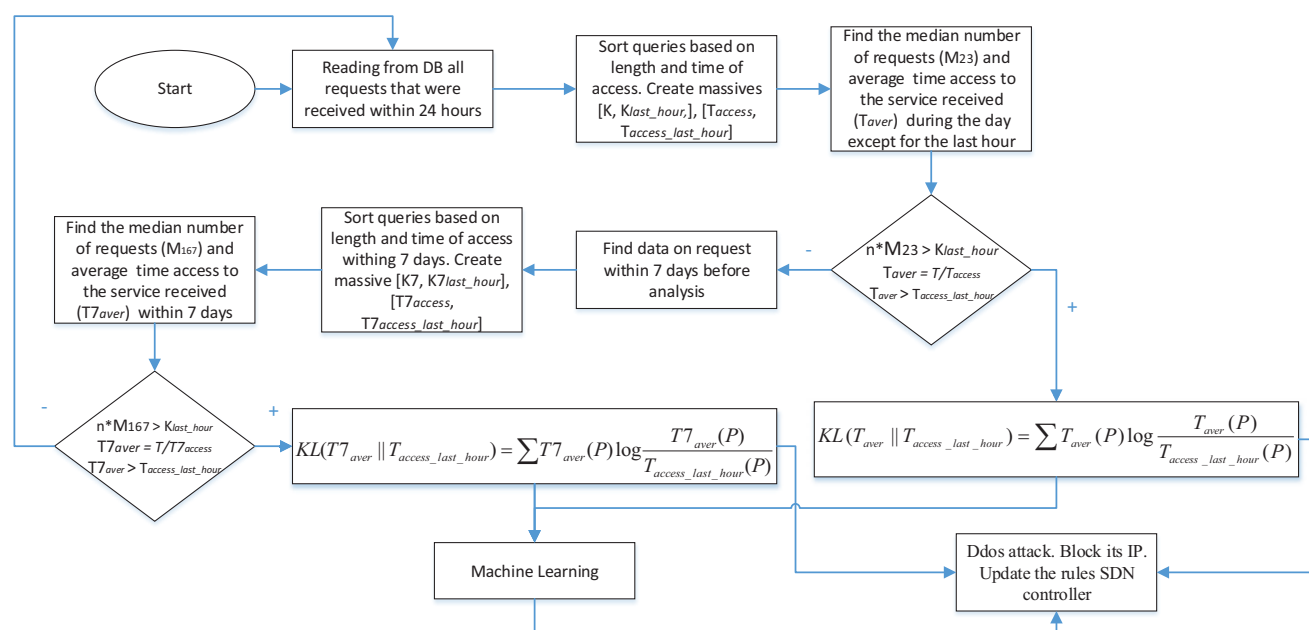 Start
Reading from DB all
requests that were
received within 24 hours
Sort queries based on
length and time of
access. Create massives
[K, Klast_hour,], [Taccess,
Taccess_last_hour]
Find the median number
of requests (M23) and
average time access to
the service received
(Taver) during the day
except for the last hour
n*M23 > Klast_hour
Taver = T/Taccess
Taver > Taccess_last_hour
-
+
Find data on request
within 7 days before
analysis
Sort queries based on
length and time of access
withing 7 days. Create
massive [K7, K7last_hour],
[T7access,
T7access_last_hour]
Find the median number
of requests (M167) and
average time access to
the service received
(T7aver) within 7 days
n*M167 > Klast_hour
T7aver = T/T7access
T7aver > Taccess_last_hour
-
+
KL(T7aver || Taccess_last_hour) = ∑ T7aver(P) log T7aver(P) / Taccess_last_hour(P)
KL(Taver || Taccess_last_hour) = ∑ Taver(P) log Taver(P) / Taccess_last_hour(P)
Machine Learning
Ddos attack. Block its IP.
Update the rules SDN
controller